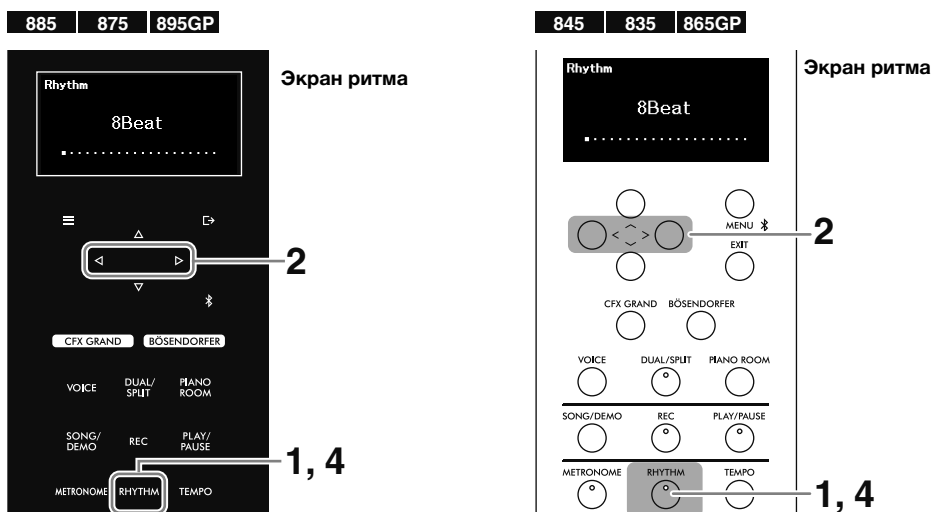 885 875 895GP
Rhythm
8Beat
Экран ритма
2
CFX GRAND BÖSENDORFER
VOICE DUAL/SPLIT PIANO ROOM
SONG/DEMO REC PLAY/PAUSE
1, 4
METRONOME RHYTHM TEMPO
845 835 865GP
Rhythm
8Beat
Экран ритма
MENU
2
EXIT
CFX GRAND BÖSENDORFER
VOICE DUAL/SPLIT PIANO ROOM
SONG/DEMO REC PLAY/PAUSE
METRONOME RHYTHM TEMPO
1, 4